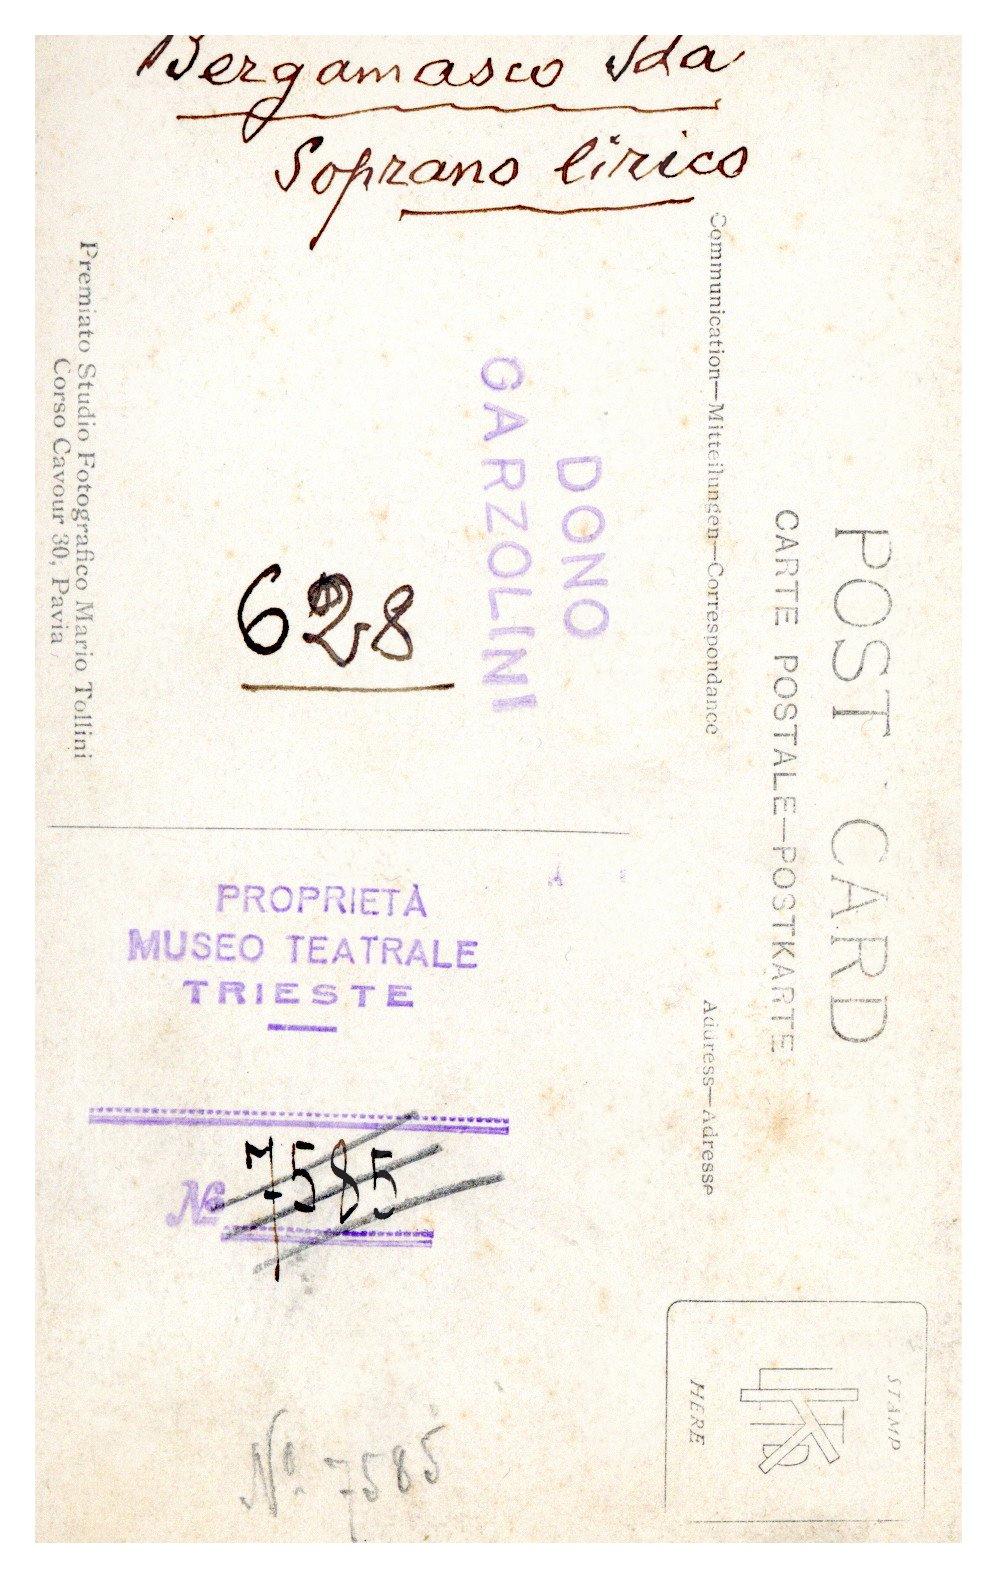 Bergamasco Ida
Soprano lirico
POST CARD
CARTE POSTALE—POSTKARTE
Communication—Mitteilungen—Correspondance
Address—Adresse
DONO
GARZOLINI
628
Premiato Studio Fotografico Mario Tollini
Corso Cavour 30, Pavia
PROPRIETÀ
MUSEO TEATRALE
TRIESTE
No 7585
No 7585
STAMP
HERE